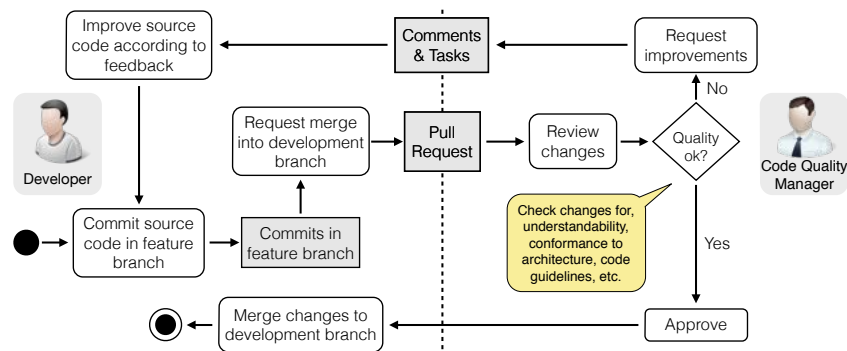 Improve source
code according to
feedback
Comments
& Tasks
Request
improvements
No
Developer
Request merge
into development
branch
Pull
Request
Review
changes
Quality
ok?
Code Quality
Manager
Commit source
code in feature
branch
Commits in
feature branch
Check changes for,
understandability,
conformance to
architecture, code
guidelines, etc.
Yes
Merge changes to
development branch
Approve